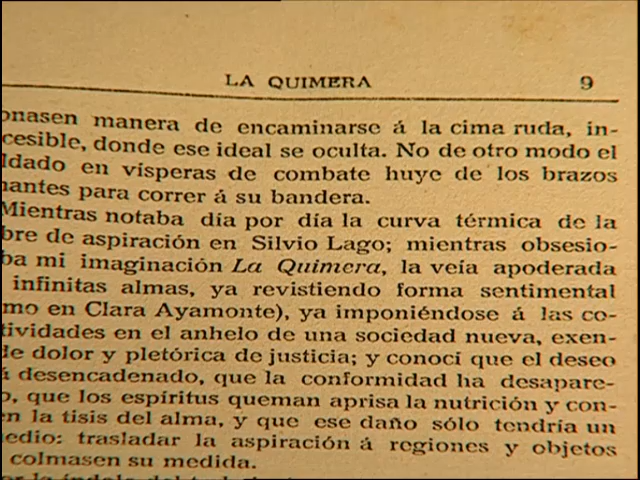 LA QUIMERA 9
onasen manera de encaminarse á la cima ruda, in-
cesible, donde ese ideal se oculta. No de otro modo el
ldado en vísperas de combate huye de los brazos
nantes para correr á su bandera.
Mientras notaba día por día la curva térmica de la
bre de aspiración en Silvio Lago; mientras obsesio-
ba mi imaginación La Quimera, la veía apoderada
infinitas almas, ya revistiendo forma sentimental
mo en Clara Ayamonte), ya imponiéndose á las co-
tividades en el anhelo de una sociedad nueva, exen-
de dolor y pletórica de justicia; y conocí que el deseo
á desencadenado, que la conformidad ha desapare-
o, que los espíritus queman aprisa la nutrición y con-
en la tisis del alma, y que ese daño sólo tendría un
edio: trasladar la aspiración á regiones y objetos
colmasen su medida.